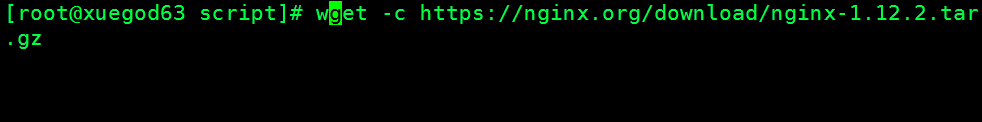 [root@xuegod63 script]# wget -c https://nginx.org/download/nginx-1.12.2.tar
.gz